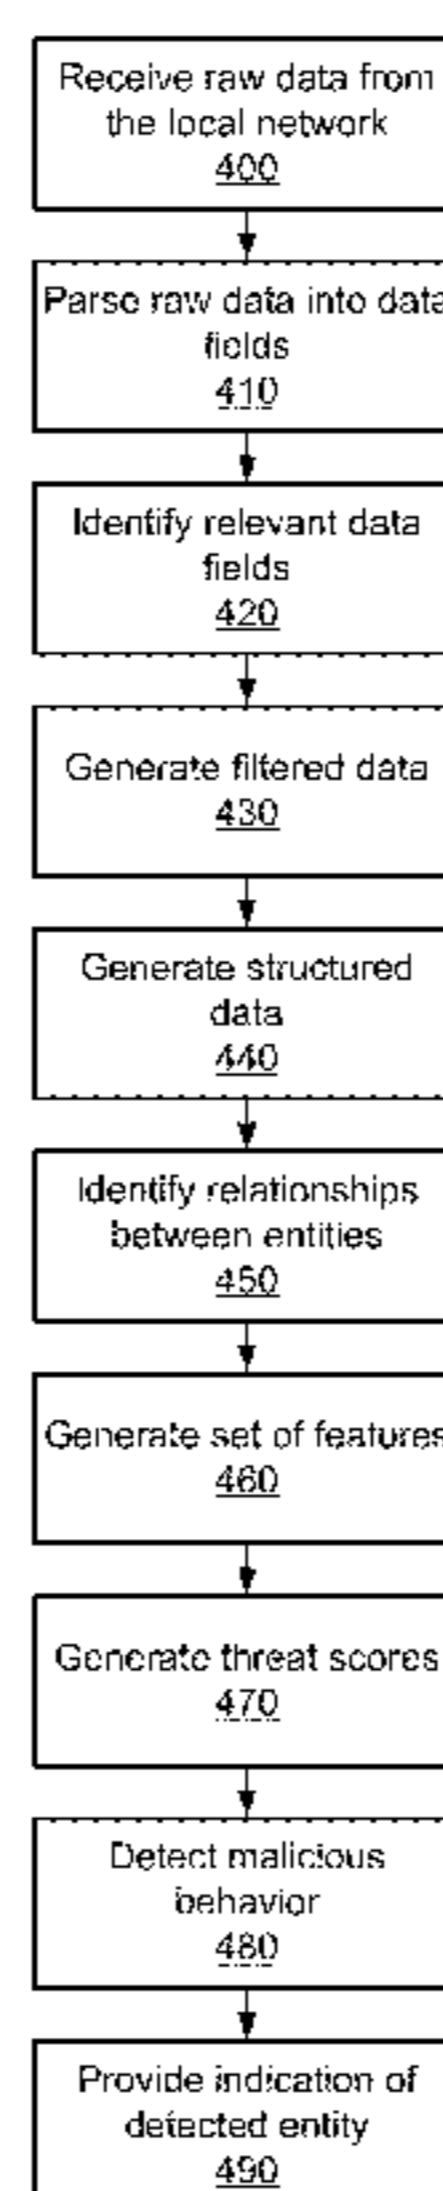 Receive raw data from
the local network
400
Parse raw data into data
fields
410
Identify relevant data
fields
420
Generate filtered data
430
Generate structured
data
440
Identify relationships
between entities
450
Generate set of features
460
Generate threat scores
470
Detect malicious
behavior
480
Provide indication of
detected entity
490